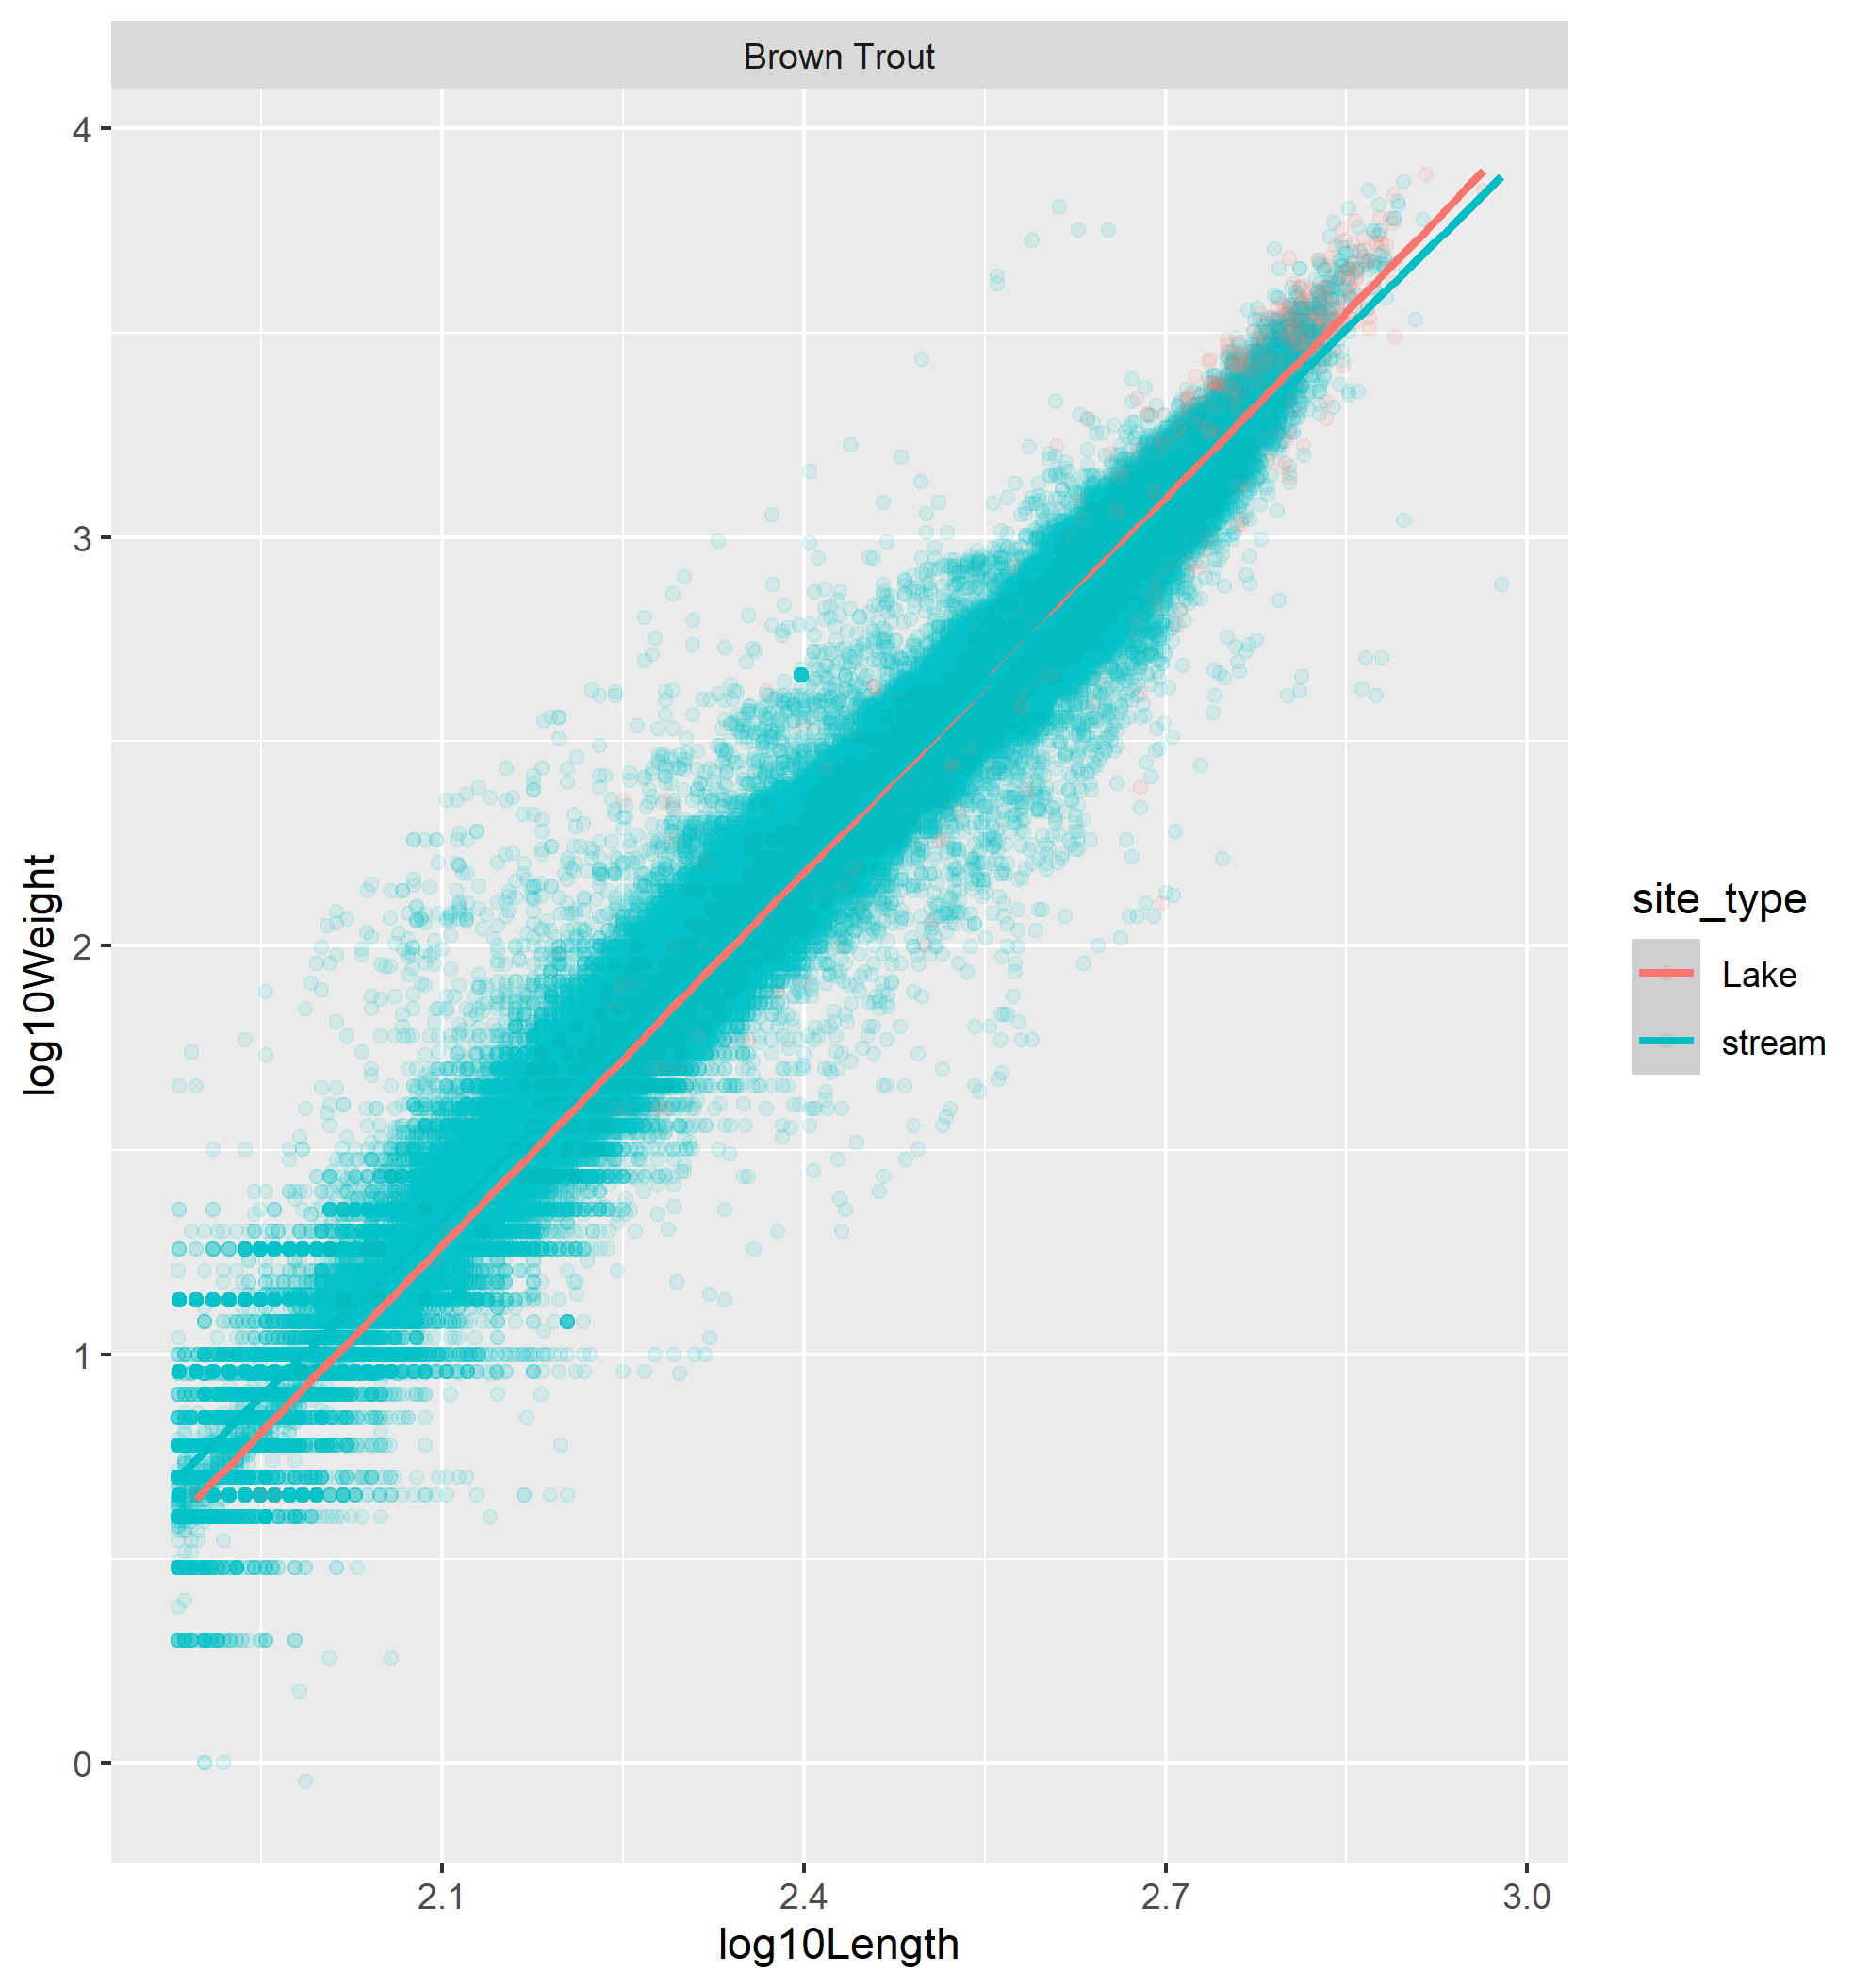 Brown Trout
4
3
2
1
0
log10Weight
2.1
2.4
2.7
3.0
log10Length
site_type
Lake
stream